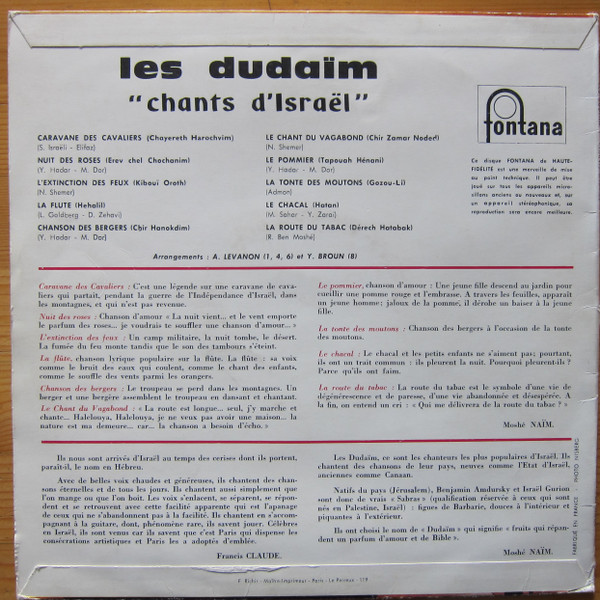 les dudaïm
"chants d'Israël"
CARAVANE DES CAVALIERS (Chayereth Harochvim)
(S. Israëli - Elifaz)
NUIT DES ROSES (Erev chel Chochanim)
(Y. Hadar - M. Dor)
L'EXTINCTION DES FEUX (Kiboui Oroth)
(N. Shemer)
LA FLUTE (Hehalil)
(L. Goldberg - D. Zehavi)
CHANSON DES BERGERS (Chir Hanokdim)
(Y. Hadar - M. Dor)
LE CHANT DU VAGABOND (Chir Zamar Noded)
(N. Shemer)
LE POMMIER (Tapouah Hénani)
(Y. Hadar - M. Dor)
LA TONTE DES MOUTONS (Gozou-Li)
(Admon)
LE CHACAL (Hatan)
(M. Sahar - Y. Zarai)
LA ROUTE DU TABAC (Dérech Hatabak)
(R. Ben Moshé)
Arrangements : A. LEVANON (1, 4, 6) et Y. BROUN (8)
fontana
Ce disque FONTANA de HAUTE-
FIDÉLITÉ est une merveille de mise
au point technique. Il peut être
joué sur tous les appareils micro-
sillons anciens ou nouveaux et, sur
un appareil stéréophonique, sa
reproduction sera encore meilleure.
Caravane des Cavaliers : C'est une légende sur une caravane de cava-
liers qui partait, pendant la guerre de l'Indépendance d'Israël, dans
les montagnes, et qui n'est pas revenue.
Nuit des roses : Chanson d'amour « La nuit vient... et le vent emporte
le parfum des roses... je voudrais te souffler une chanson d'amour... »
L'extinction des feux : Un camp militaire, la nuit tombe, le désert.
La fumée du feu monte tandis que le son des tambours s'éteint.
La flûte, chanson lyrique populaire sur la flûte. La flûte ; sa voix
comme le bruit des eaux qui coulent, comme le chant des enfants,
comme le souffle des vents parmi les orangers.
Chanson des bergers : Le troupeau se perd dans les montagnes. Un
berger et une bergère assemblent le troupeau en dansant et chantant.
Le Chant du Vagabond : « La route est longue... seul, j'y marche et
chante... Halelouya, Halelouya, je ne veux pas avoir une maison... la
nature est ma demeure... car... la chanson a besoin d'écho. »
Le pommier, chanson d'amour : Une jeune fille descend au jardin pour
cueillir une pomme rouge et l'embrasse. A travers les feuilles, apparaît
un jeune homme; jaloux de la pomme, il dérobe un baiser à la jeune
fille.
La tonte des moutons : Chanson des bergers à l'occasion de la tonte
des moutons.
Le chacal : Le chacal et les petits enfants ne s'aiment pas; pourtant,
ils ont un trait commun : ils pleurent la nuit. Pourquoi pleurent-ils ?
Parce qu'ils ont faim.
La route du tabac : La route du tabac est le symbole d'une vie de
dégénérescence et de paresse, d'une vie abandonnée et désespérée. A
la fin, on entend un cri : « Qui me délivrera de la route du tabac ? »
Moshé NAÏM.
Ils nous sont arrivés d'Israël au temps des cerises dont ils portent,
paraît-il, le nom en Hébreu.
Avec de belles voix chaudes et généreuses, ils chantent des chan-
sons éternelles et de tous les jours. Ils chantent aussi simplement que
l'on mange ou que l'on boit. Les voix s'enlacent, se séparent, se répon-
dent et se retrouvent avec cette facilité apparente qui est l'apanage
de ceux qui ne s'abandonnent pas à la facilité. Ils chantent en s'accom-
pagnant à la guitare, dont, phénomène rare, ils savent jouer. Célèbres
en Israël, ils sont venus car ils savent que c'est Paris qui dispense les
consécrations artistiques et Paris les a adoptés d'emblée.
Francis CLAUDE.
Les Dudaïm, ce sont les chanteurs les plus populaires d'Israël. Ils
chantent des chansons de leur pays, neuves comme l'Etat d'Israël,
anciennes comme Canaan.
Natifs du pays (Jérusalem), Benjamin Amdursky et Israël Gurion
sont donc de vrais « Sabras » (qualification réservée à ceux qui sont
nés en Palestine, Israël) : figues de Barbarie, douces à l'intérieur et
piquantes à l'extérieur.
Ils ont choisi le nom de « Dudaïm » qui signifie « fruits qui répan-
dent un parfum d'amour et de Bible ».
Moshé NAÏM.
FABRIQUÉ EN FRANCE - PHOTO NISBERG